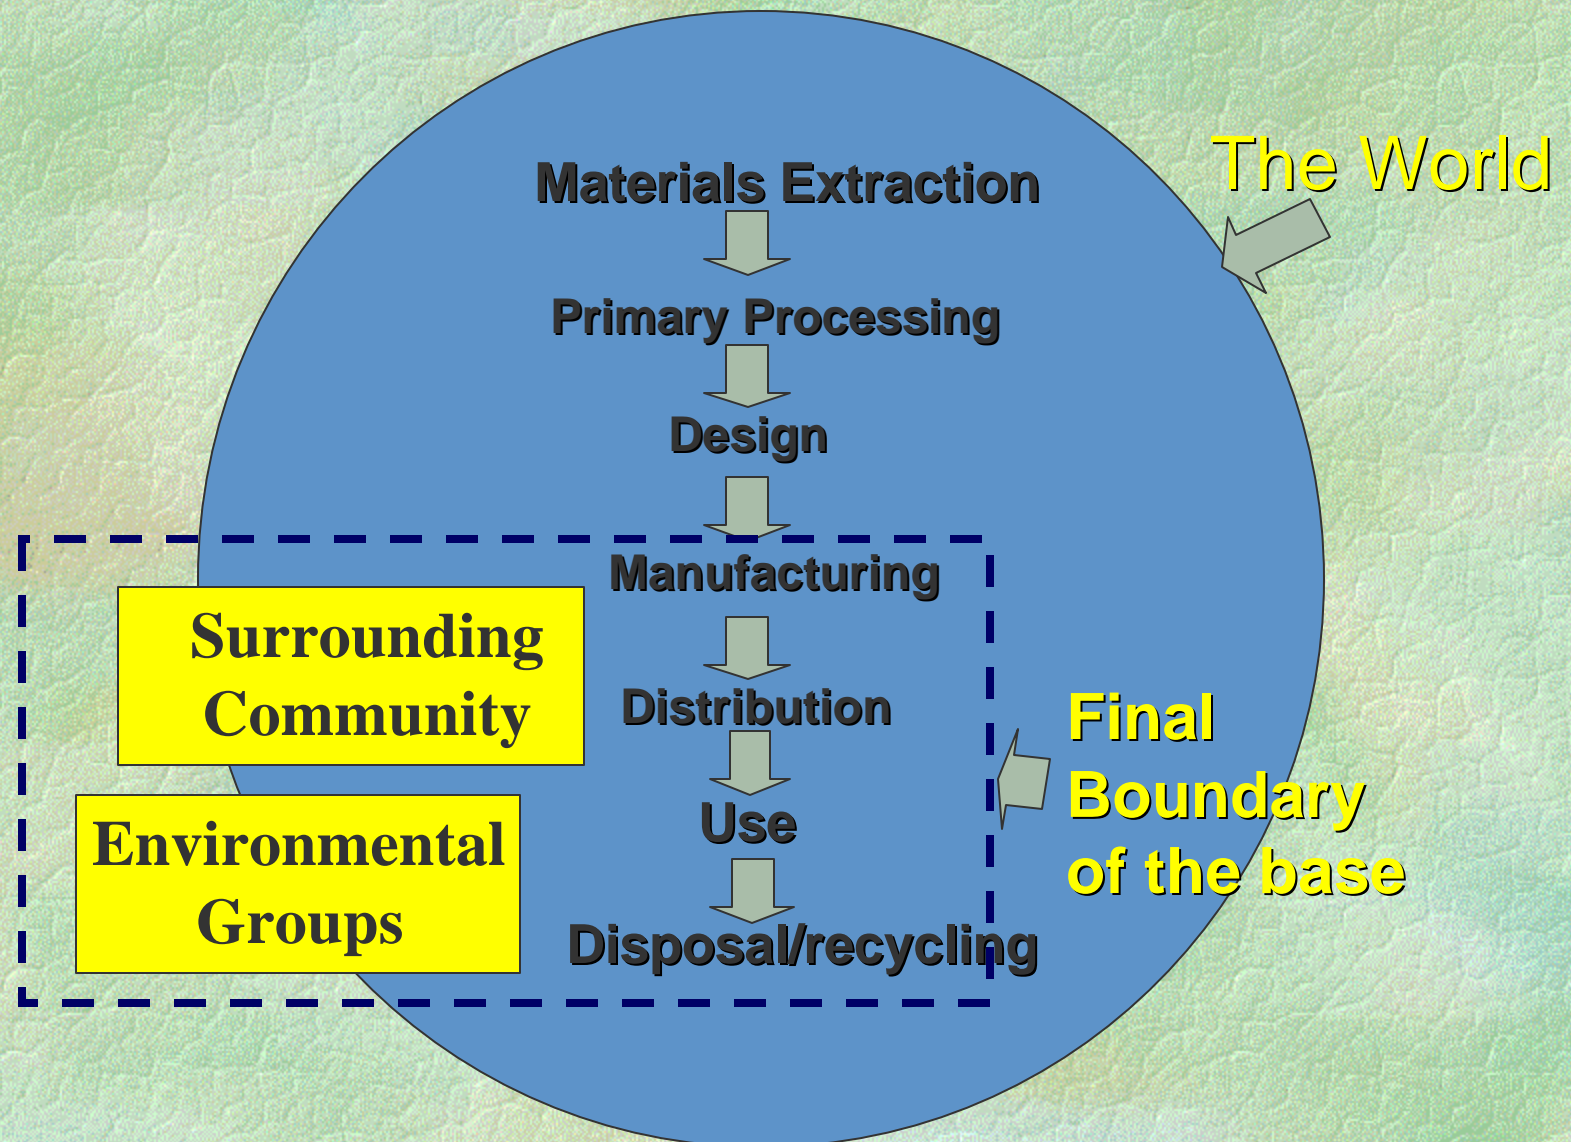 The World
Materials Extraction
Primary Processing
Design
Manufacturing
Surrounding
Community
Distribution
Final
Boundary
of the base
Use
Environmental
Groups
Disposal/recycling